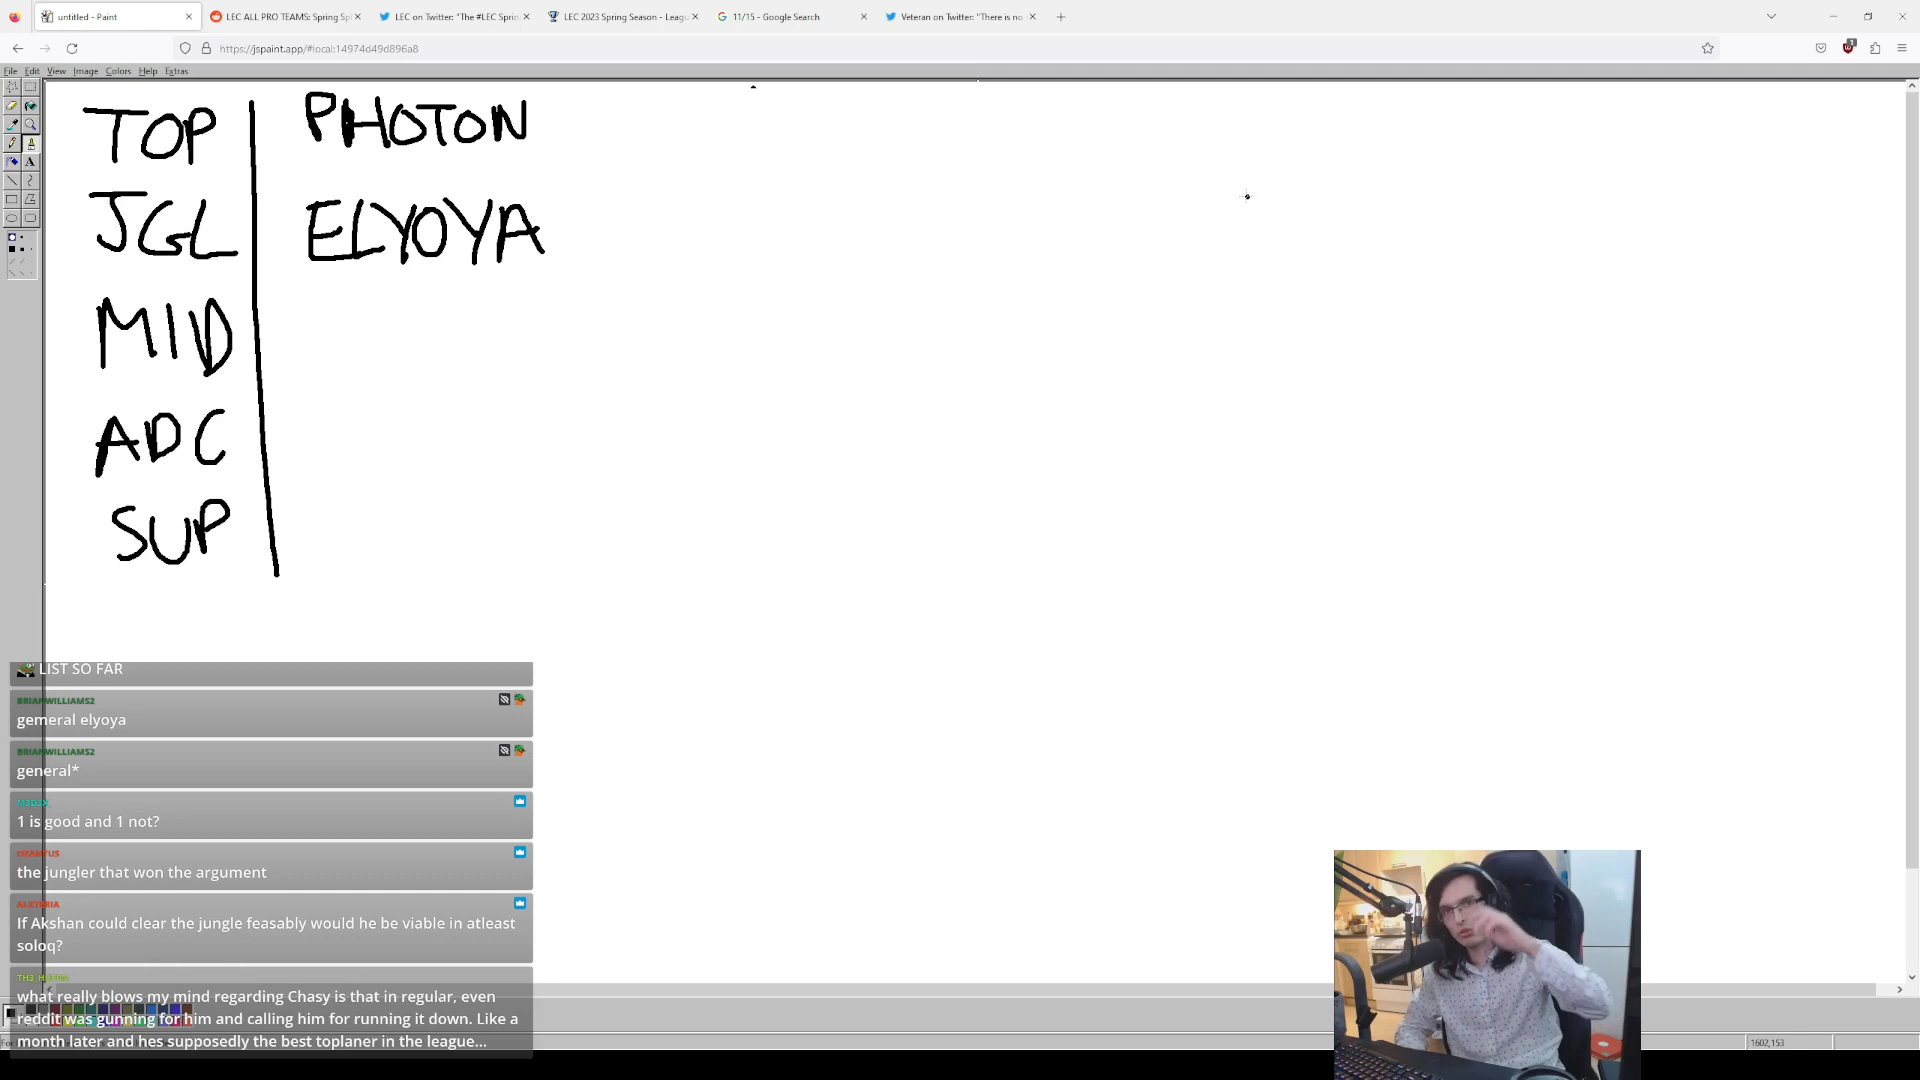 untitled - Paint
LEC ALL PRO TEAMS: Spring Spl
LEC on Twitter: "The #LEC Sprin
LEC 2023 Spring Season - Leagu
11/15 - Google Search
Veteran on Twitter: "There is no
https://jspaint.app/#local:14974d49d896a8
File Edit View Image Colors Help Extras
TOP PHOTON
JGL ELYOYA
MID
ADC
SUP
LIST SO FAR
BRIANWILLIAMS2
gemeral elyoya
BRIANWILLIAMS2
general*
1 is good and 1 not?
the jungler that won the argument
ALXTERIA
If Akshan could clear the jungle feasably would he be viable in atleast
soloq?
what really blows my mind regarding Chasy is that in regular, even
reddit was gunning for him and calling him for running it down. Like a
month later and hes supposedly the best toplaner in the league...
1602,153